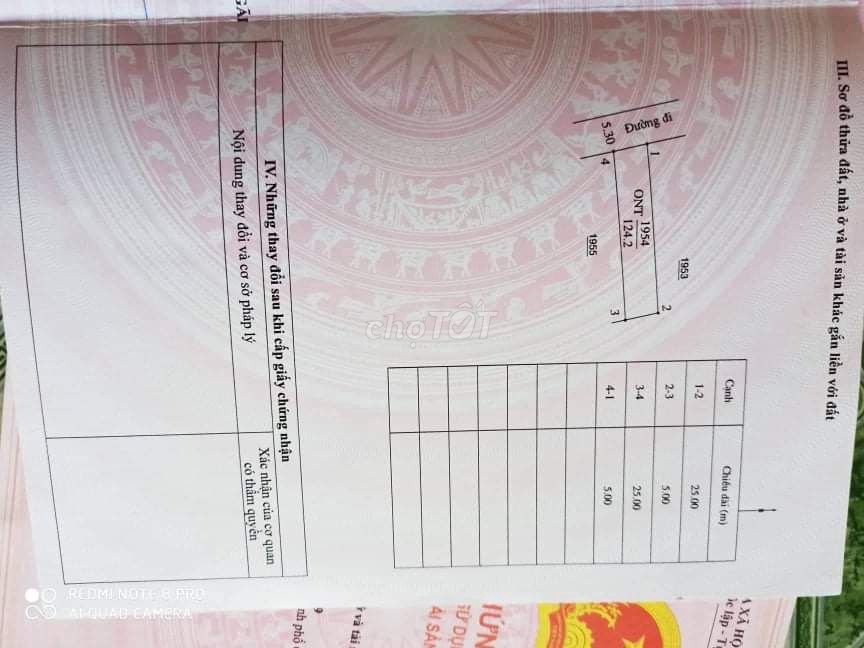 III. Sơ đồ thửa đất, nhà ở và tài sản khác gắn liền với đất
Đường đi
5.30
1
4
ONT 1954
124.2
1953
1955
2
3
Cạnh Chiều dài (m)
1-2 25.00
2-3 5.00
3-4 25.00
4-1 5.00
IV. Những thay đổi sau khi cấp giấy chứng nhận
Nội dung thay đổi và cơ sở pháp lý
Xác nhận của cơ quan
có thẩm quyền
chợTỐT
REDMI NOTE 8 PRO
AI QUAD CAMERA